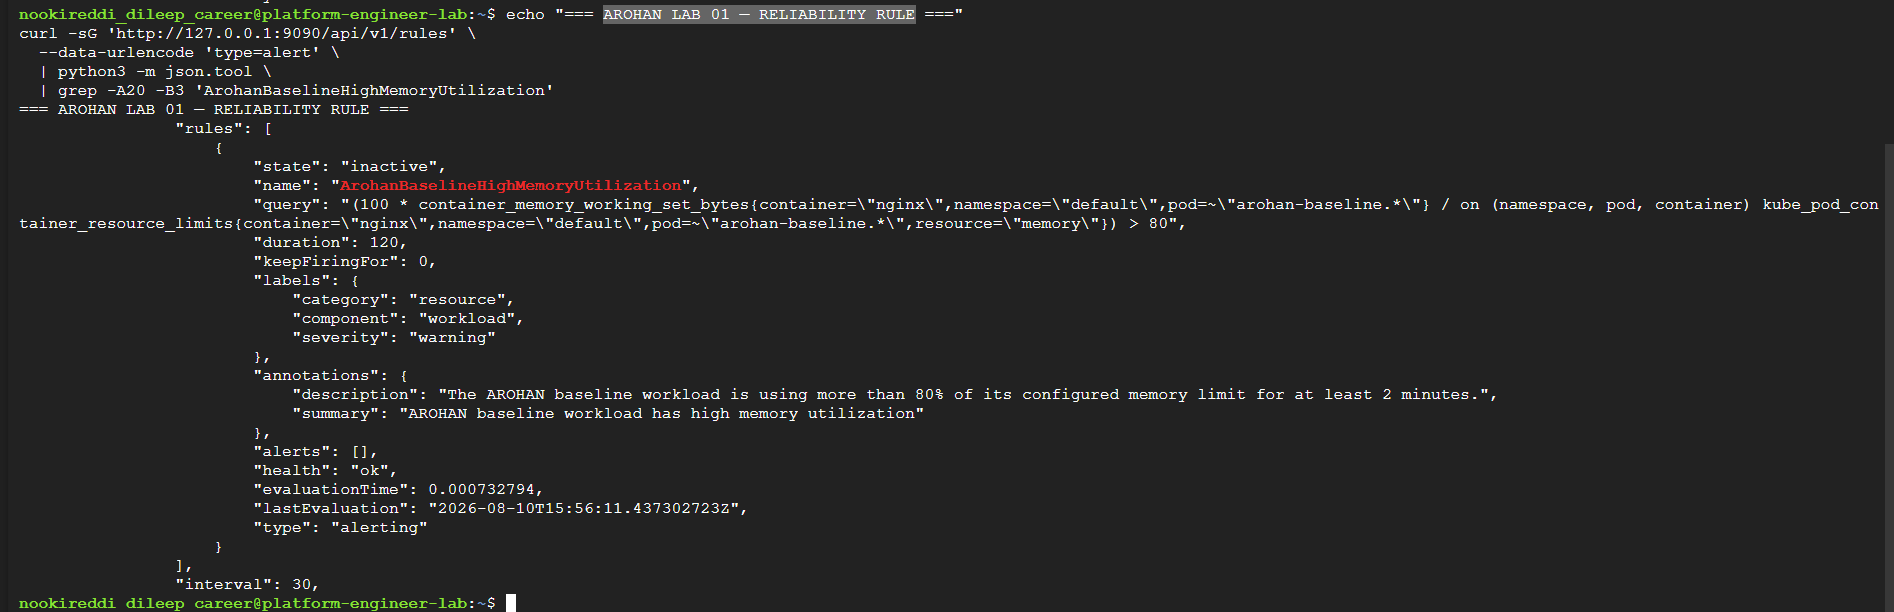 nookireddi_dileep_career@platform-engineer-lab:~$ echo "=== AROHAN LAB 01 — RELIABILITY RULE ==="
curl -sG 'http://127.0.0.1:9090/api/v1/rules' \
  --data-urlencode 'type=alert' \
  | python3 -m json.tool \
  | grep -A20 -B3 'ArohanBaselineHighMemoryUtilization'
=== AROHAN LAB 01 — RELIABILITY RULE ===
                "rules": [
                    {
                        "state": "inactive",
                        "name": "ArohanBaselineHighMemoryUtilization",
                        "query": "(100 * container_memory_working_set_bytes{container=\"nginx\",namespace=\"default\",pod=~\"arohan-baseline.*\"} / on (namespace, pod, container) kube_pod_con
tainer_resource_limits{container=\"nginx\",namespace=\"default\",pod=~\"arohan-baseline.*\",resource=\"memory\"}) > 80",
                        "duration": 120,
                        "keepFiringFor": 0,
                        "labels": {
                            "category": "resource",
                            "component": "workload",
                            "severity": "warning"
                        },
                        "annotations": {
                            "description": "The AROHAN baseline workload is using more than 80% of its configured memory limit for at least 2 minutes.",
                            "summary": "AROHAN baseline workload has high memory utilization"
                        },
                        "alerts": [],
                        "health": "ok",
                        "evaluationTime": 0.000732794,
                        "lastEvaluation": "2026-08-10T15:56:11.437302723Z",
                        "type": "alerting"
                    }
                ],
                "interval": 30,
nookireddi_dileep_career@platform-engineer-lab:~$